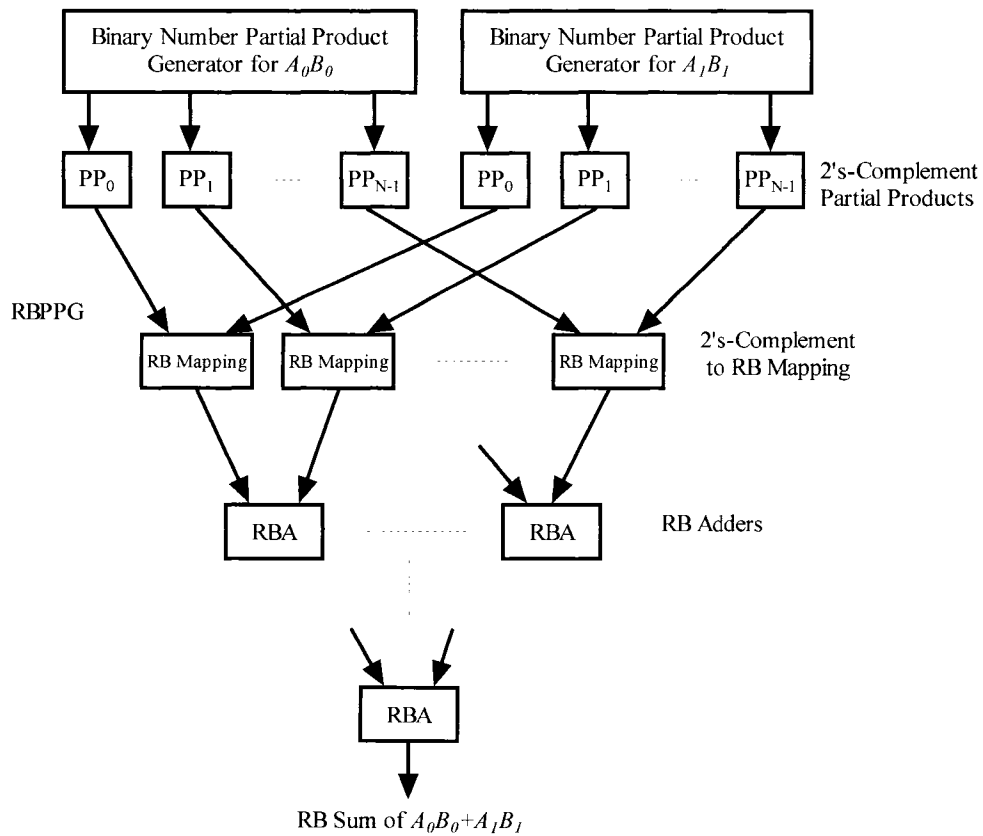 Binary Number Partial Product
Generator for A₀B₀
Binary Number Partial Product
Generator for A₁B₁
PP₀
PP₁
PP_N-1
PP₀
PP₁
PP_N-1
2's-Complement
Partial Products
RBPPG
RB Mapping
RB Mapping
RB Mapping
2's-Complement
to RB Mapping
RBA
RBA
RB Adders
RBA
RB Sum of A₀B₀+A₁B₁